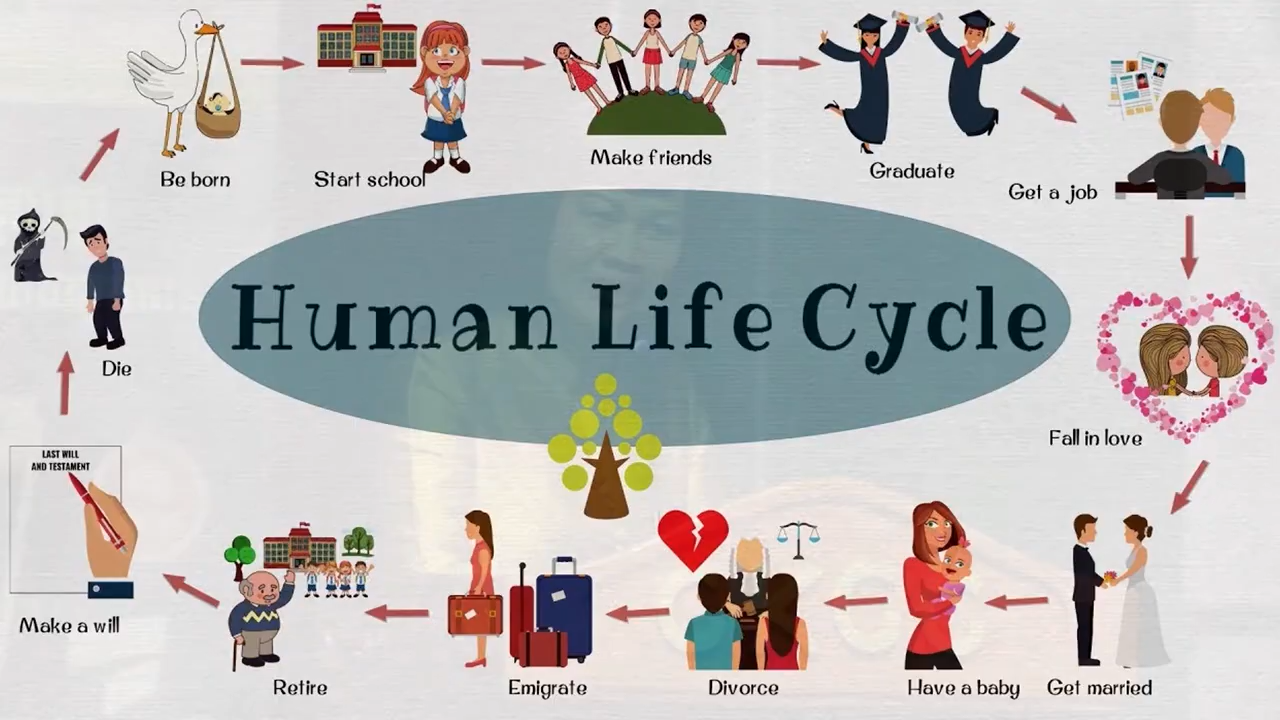 Be born
Start school
Make friends
Graduate
Get a job
Human Life Cycle
Fall in love
Die
LAST WILL
AND TESTAMENT
Make a will
Retire
Emigrate
Divorce
Have a baby
Get married